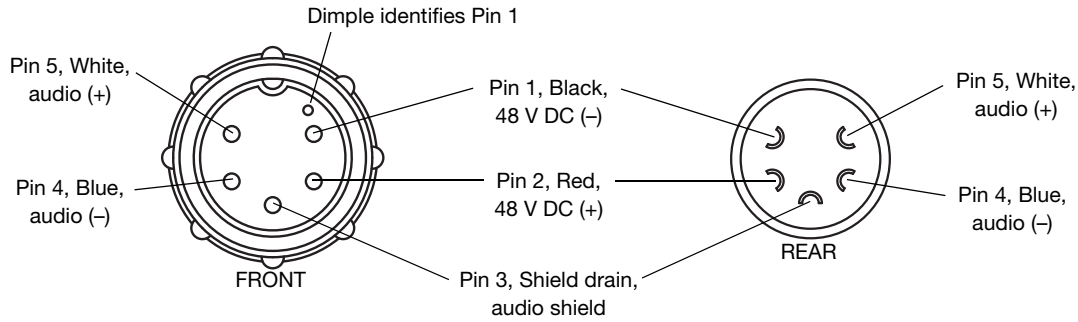 Dimple identifies Pin 1
Pin 5, White,
audio (+)
Pin 1, Black,
48 V DC (–)
Pin 5, White,
audio (+)
Pin 4, Blue,
audio (–)
Pin 2, Red,
48 V DC (+)
Pin 4, Blue,
audio (–)
FRONT
REAR
Pin 3, Shield drain,
audio shield